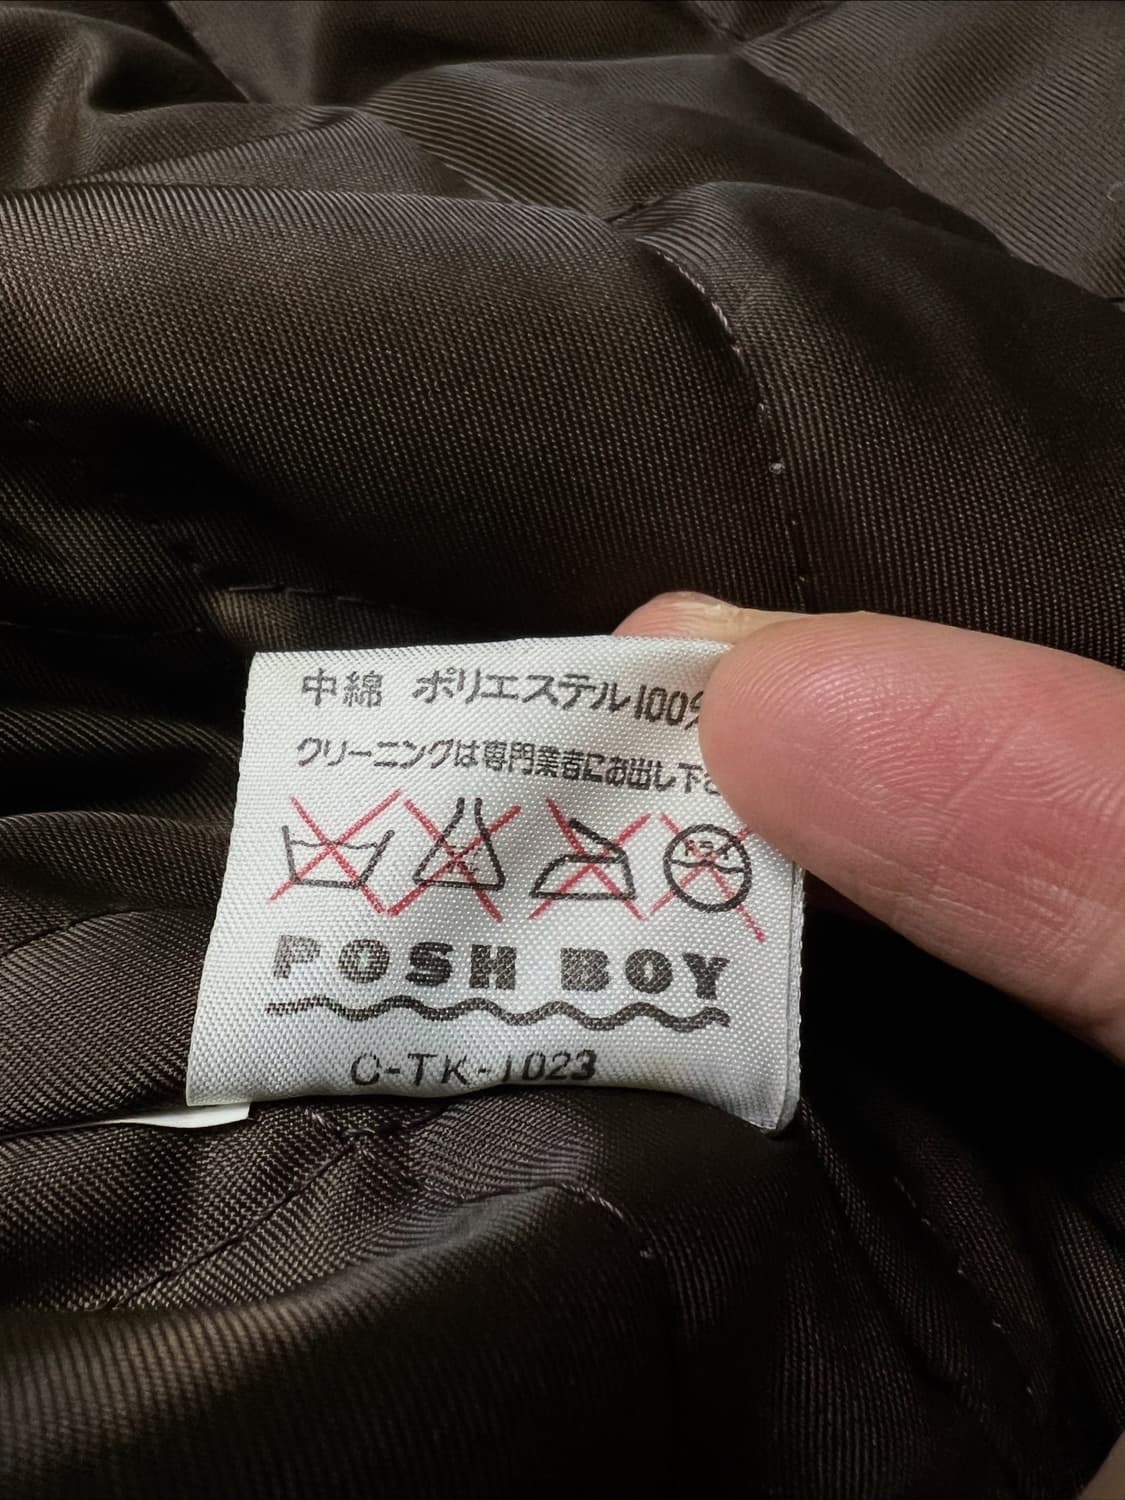 中綿 ポリエステル100%
クリーニングは専門業者にお出し下さ
POSH BOY
C-TK-1023